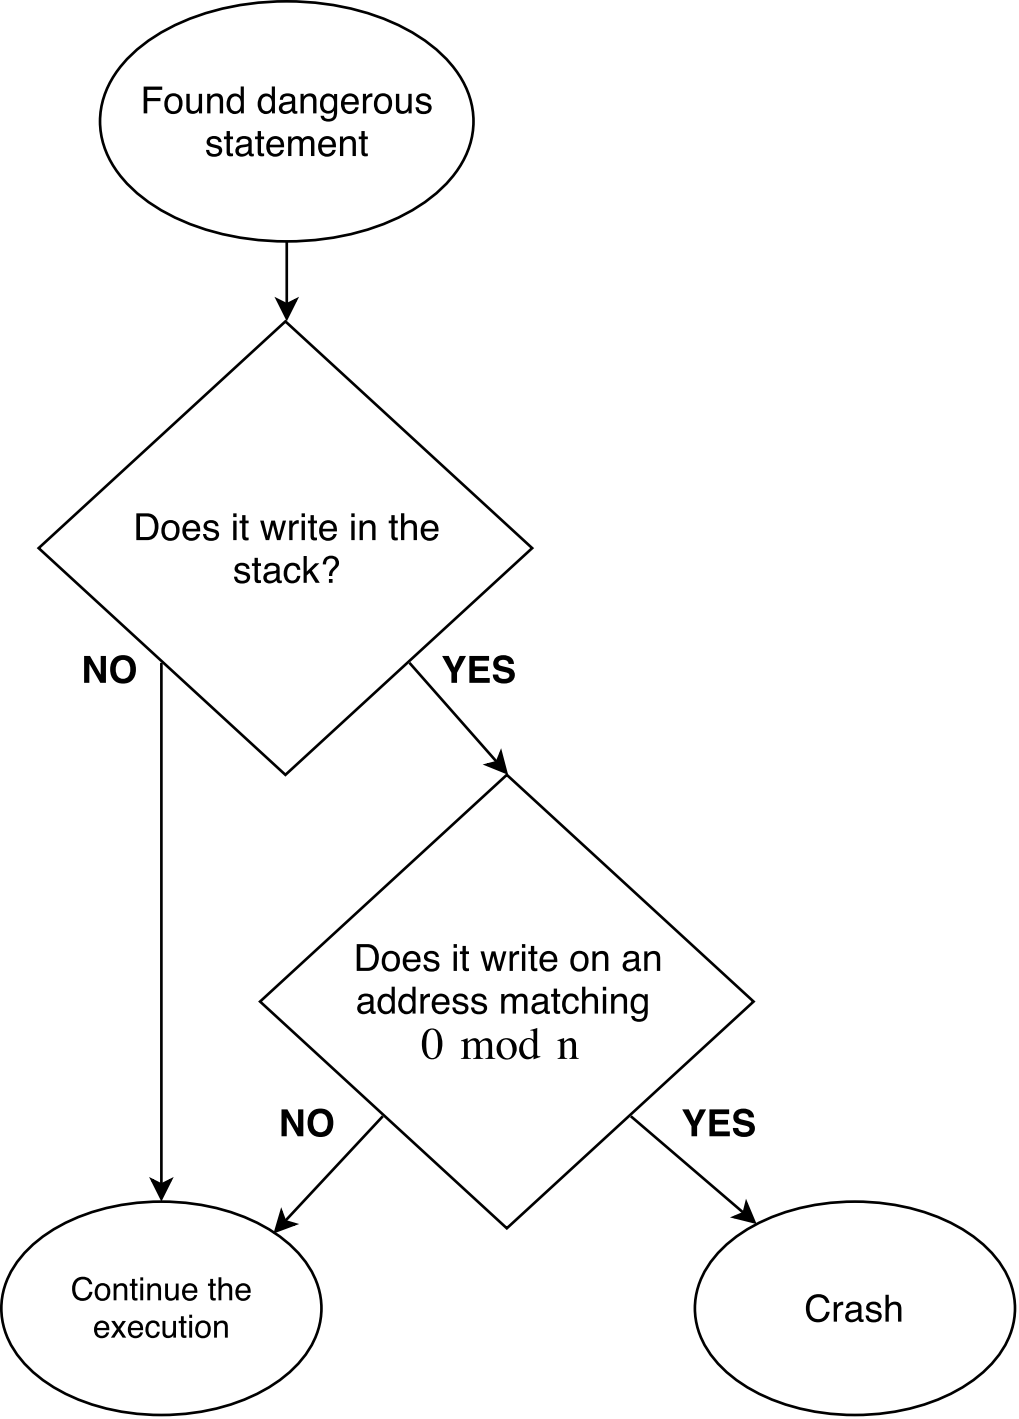 Found dangerous
statement
Does it write in the
stack?
NO
YES
Does it write on an
address matching
0 mod n
NO
YES
Continue the
execution
Crash